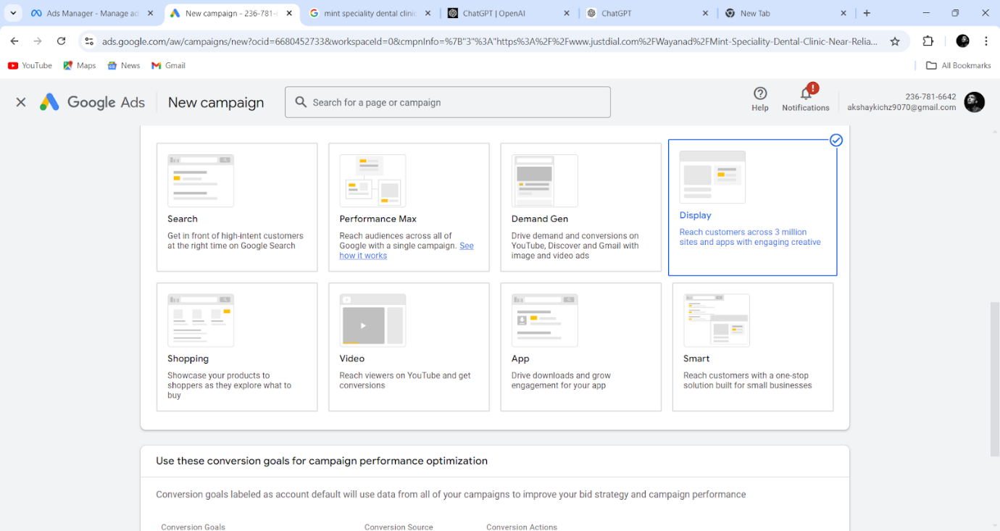 Ads Manager - Manage ad
New campaign - 236-781-6
mint speciality dental clinic
ChatGPT | OpenAI
ChatGPT
New Tab
ads.google.com/aw/campaigns/new?ocid=6680452733&workspaceId=0&cmpnInfo=%7B"3"%3A"https%3A%2F%2Fwww.justdial.com%2FWayanad%2FMint-Speciality-Dental-Clinic-Near-Relia...
YouTube
Maps
News
Gmail
All Bookmarks
Google Ads
New campaign
Search for a page or campaign
Help
!
Notifications
236-781-6642
akshaykichz9070@gmail.com
Search
Get in front of high-intent customers
at the right time on Google Search
Performance Max
Reach audiences across all of
Google with a single campaign. See
how it works
Demand Gen
Drive demand and conversions on
YouTube, Discover and Gmail with
image and video ads
Display
Reach customers across 3 million
sites and apps with engaging creative
Shopping
Showcase your products to
shoppers as they explore what to
buy
Video
Reach viewers on YouTube and get
conversions
App
Drive downloads and grow
engagement for your app
Smart
Reach customers with a one-stop
solution built for small businesses
Use these conversion goals for campaign performance optimization
Conversion goals labeled as account default will use data from all of your campaigns to improve your bid strategy and campaign performance
Conversion Goals
Conversion Source
Conversion Actions